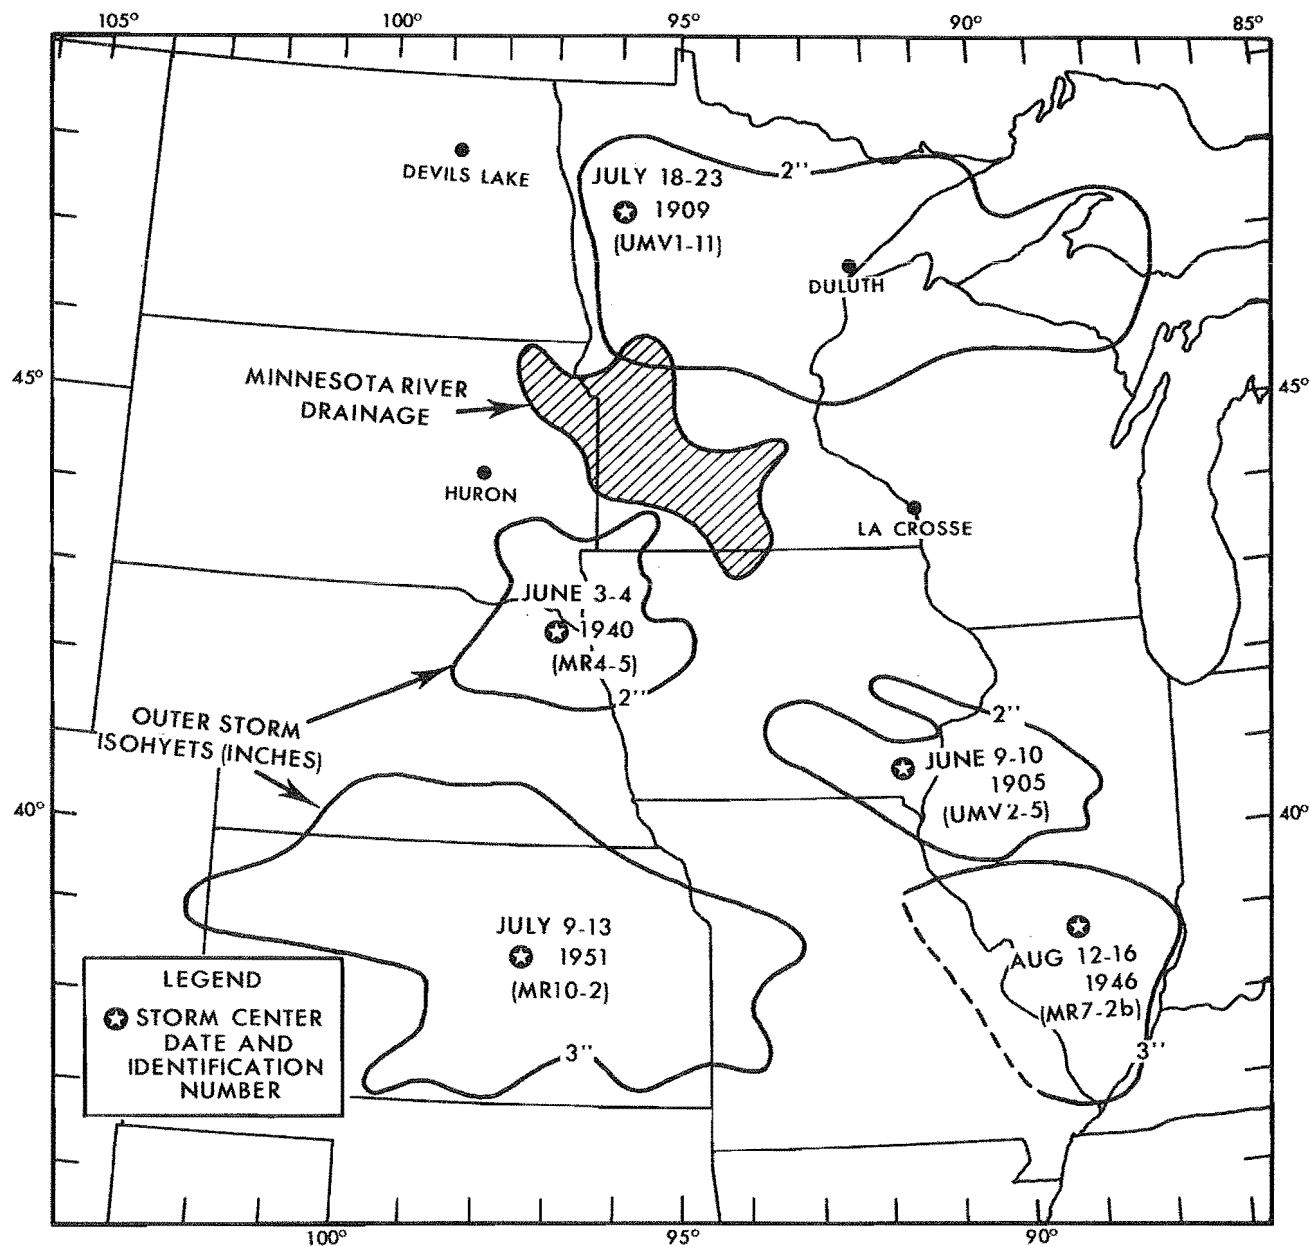 105° 100° 95° 90° 85°
DEVILS LAKE
2''
JULY 18-23
1909
(UMV1-11)
DULUTH
45°
45°
MINNESOTA RIVER
DRAINAGE
HURON
LA CROSSE
JUNE 3-4
1940
(MR4-5)
2''
OUTER STORM
ISOHYETS (INCHES)
2''
JUNE 9-10
1905
(UMV2-5)
40°
40°
JULY 9-13
1951
(MR10-2)
3''
AUG 12-16
1946
(MR7-2b)
3''
LEGEND
STORM CENTER
DATE AND
IDENTIFICATION
NUMBER
100° 95° 90°